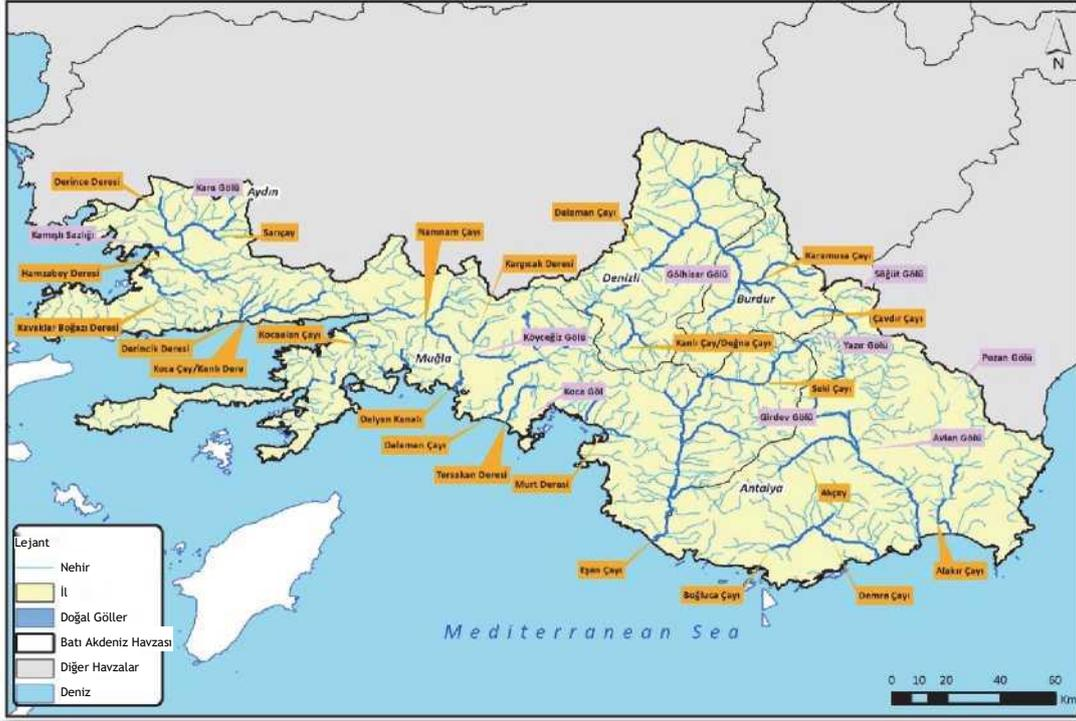 N
Derince Deresi
Kara Gölü
Aydın
Kamışlı Sazlığı
Sarıçay
Namnam Çayı
Dalaman Çayı
Kargıcak Deresi
Hamzabey Deresi
Denizli
Gölhisar Gölü
Karamusa Çayı
Söğüt Gölü
Burdur
Kavaklar Boğazı Deresi
Çavdır Çayı
Derincik Deresi
Kocaalan Çayı
Köyceğiz Gölü
Kanlı Çay/Değne Çayı
Yazır Gölü
Pozan Gölü
Muğla
Koca Çay/Kanlı Dere
Seki Çayı
Koca Göl
Dalyan Kanalı
Girdev Gölü
Dalaman Çayı
Avlan Gölü
Tersakan Deresi
Murt Deresi
Antalya
Akçay
Eşen Çayı
Alakır Çayı
Boğluca Çayı
Demre Çayı
Mediterranean Sea
Lejant
Nehir
İl
Doğal Göller
Batı Akdeniz Havzası
Diğer Havzalar
Deniz
0 10 20 40 60
Km